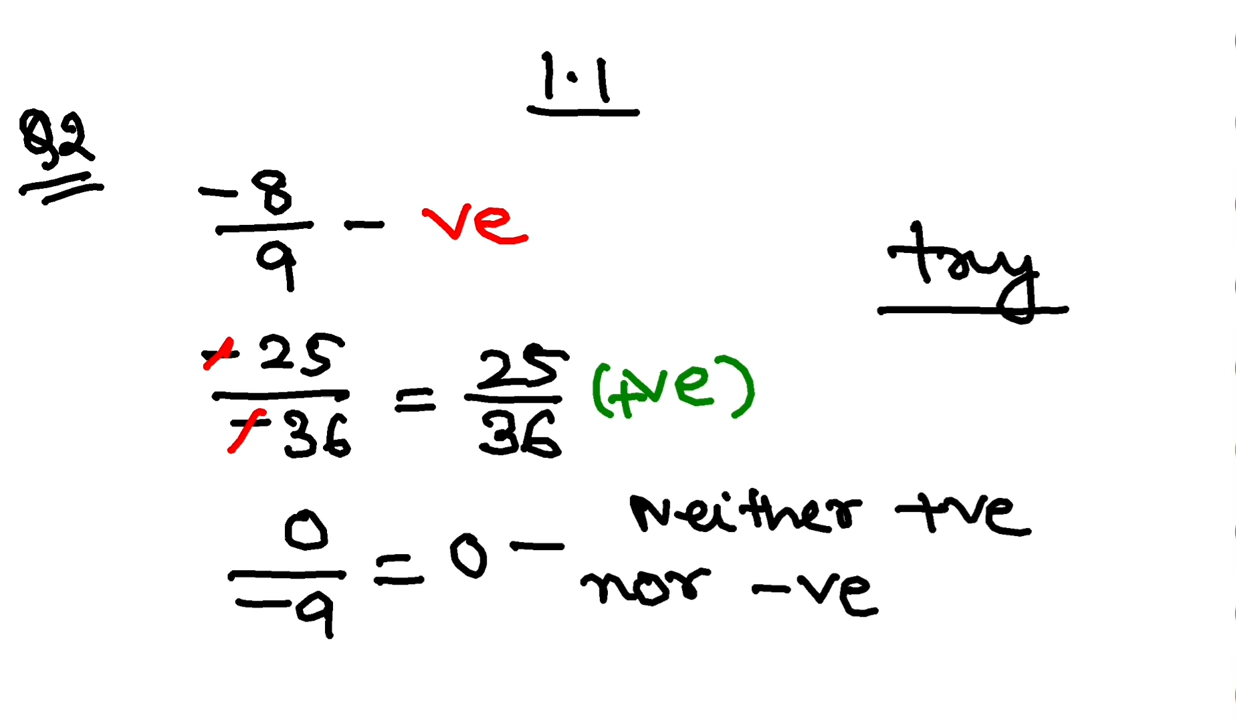 1.1
Q2
-8/9 - ve
try
-25/-36 = 25/36 (+ve)
0/-9 = 0 - Neither +ve
nor -ve